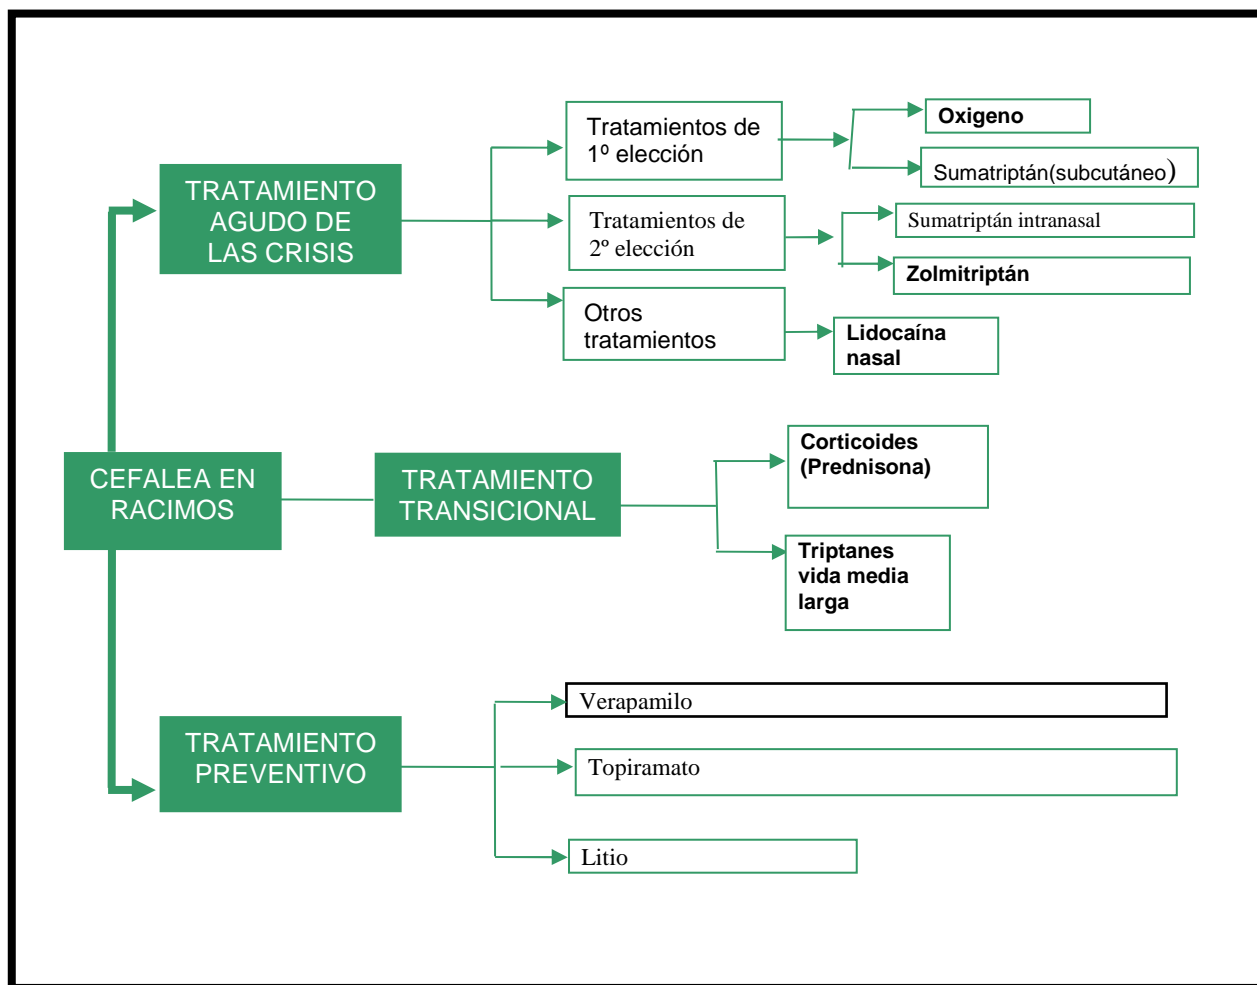 Tratamientos de
1º elección
Oxigeno
Sumatriptán(subcutáneo)
TRATAMIENTO
AGUDO DE
LAS CRISIS
Tratamientos de
2º elección
Sumatriptán intranasal
Zolmitriptán
Otros
tratamientos
Lidocaína
nasal
CEFALEA EN
RACIMOS
TRATAMIENTO
TRANSICIONAL
Corticoides
(Prednisona)
Triptanes
vida media
larga
TRATAMIENTO
PREVENTIVO
Verapamilo
Topiramato
Litio